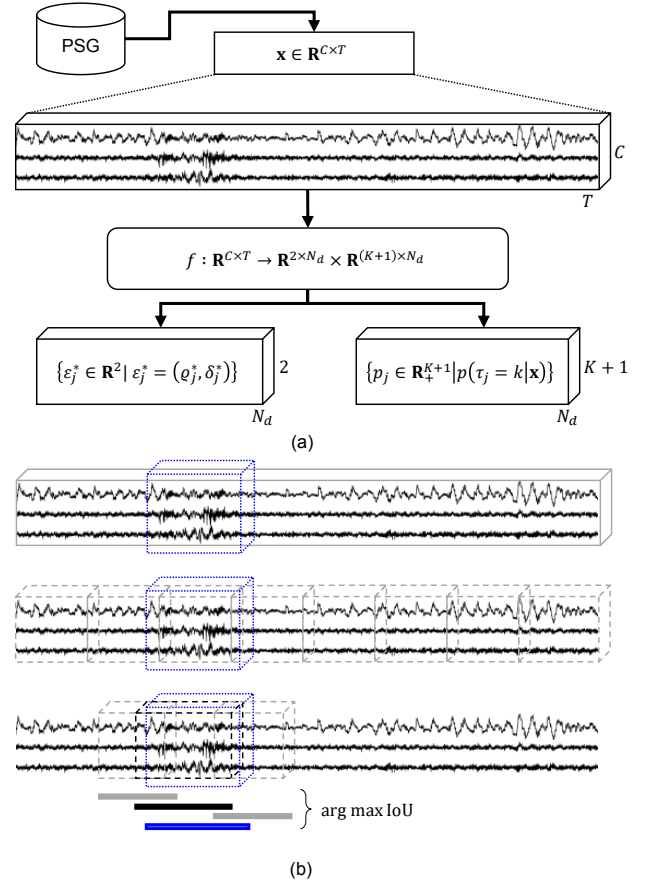 PSG
𝐱 ∈ 𝐑^{C×T}
C
T
f : 𝐑^{C×T} → 𝐑^{2×N_d} × 𝐑^{(K+1)×N_d}
{ε_j^* ∈ 𝐑^2 | ε_j^* = (ϱ_j^*, δ_j^*)}
2
N_d
{p_j ∈ 𝐑_+^{K+1} | p(τ_j = k|𝐱)}
K + 1
N_d
(a)
arg max IoU
(b)